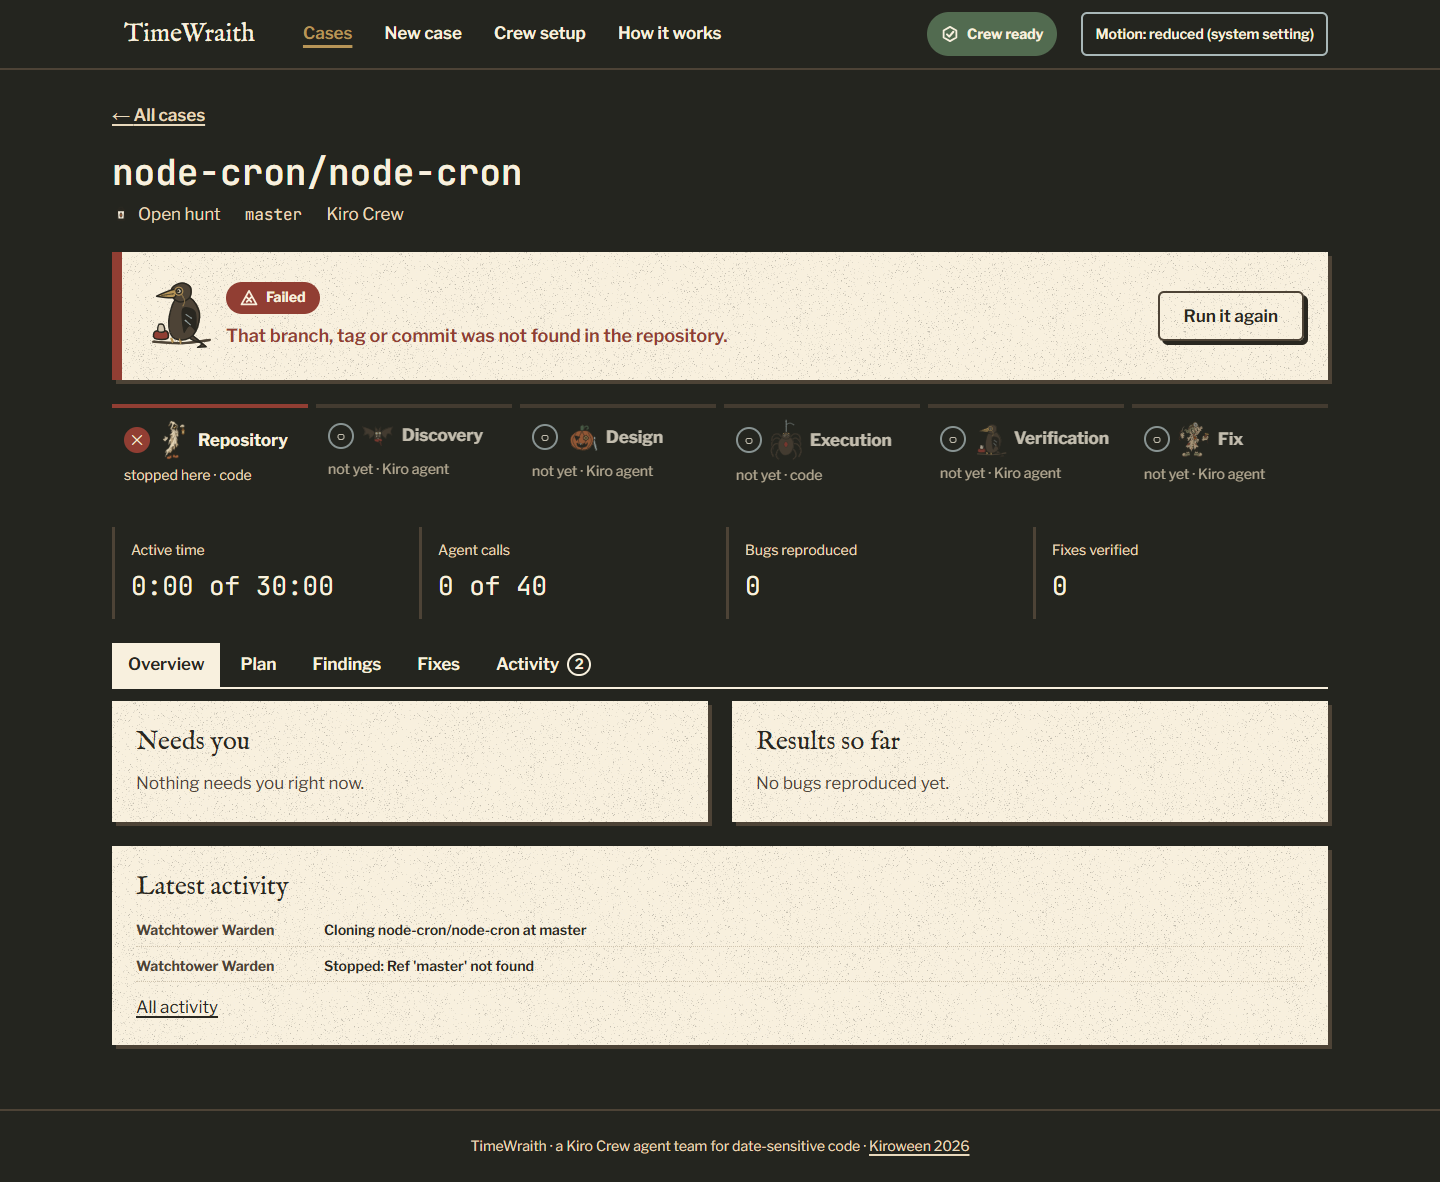 TimeWraith Cases New case Crew setup How it works Crew ready Motion: reduced (system setting)
← All cases
node-cron/node-cron
Open hunt master Kiro Crew
Failed
That branch, tag or commit was not found in the repository.
Run it again
Repository
stopped here · code
Discovery
not yet · Kiro agent
Design
not yet · Kiro agent
Execution
not yet · code
Verification
not yet · Kiro agent
Fix
not yet · Kiro agent
Active time
0:00 of 30:00
Agent calls
0 of 40
Bugs reproduced
0
Fixes verified
0
Overview Plan Findings Fixes Activity 2
Needs you
Nothing needs you right now.
Results so far
No bugs reproduced yet.
Latest activity
Watchtower Warden Cloning node-cron/node-cron at master
Watchtower Warden Stopped: Ref 'master' not found
All activity
TimeWraith · a Kiro Crew agent team for date-sensitive code · Kiroween 2026